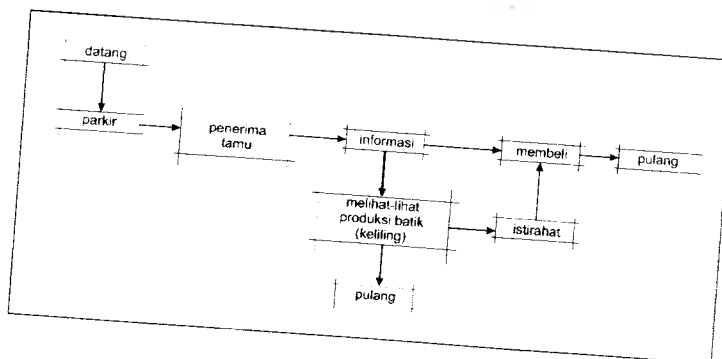 datang
parkir
penerima
tamu
informasi
membeli
pulang
melihat-lihat
produksi batik
(keliling)
istirahat
pulang